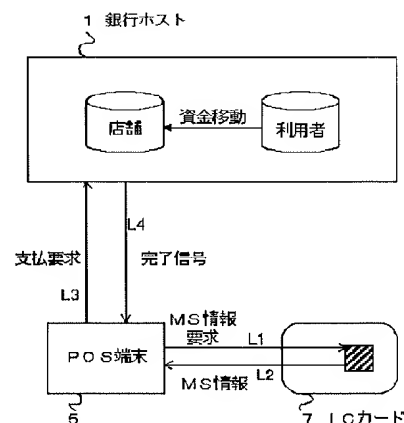 1 銀行ホスト
店舗
資金移動
利用者
L4
支払要求
完了信号
L3
MS情報
要求
L1
POS端末
L2
MS情報
5
7 ICカード